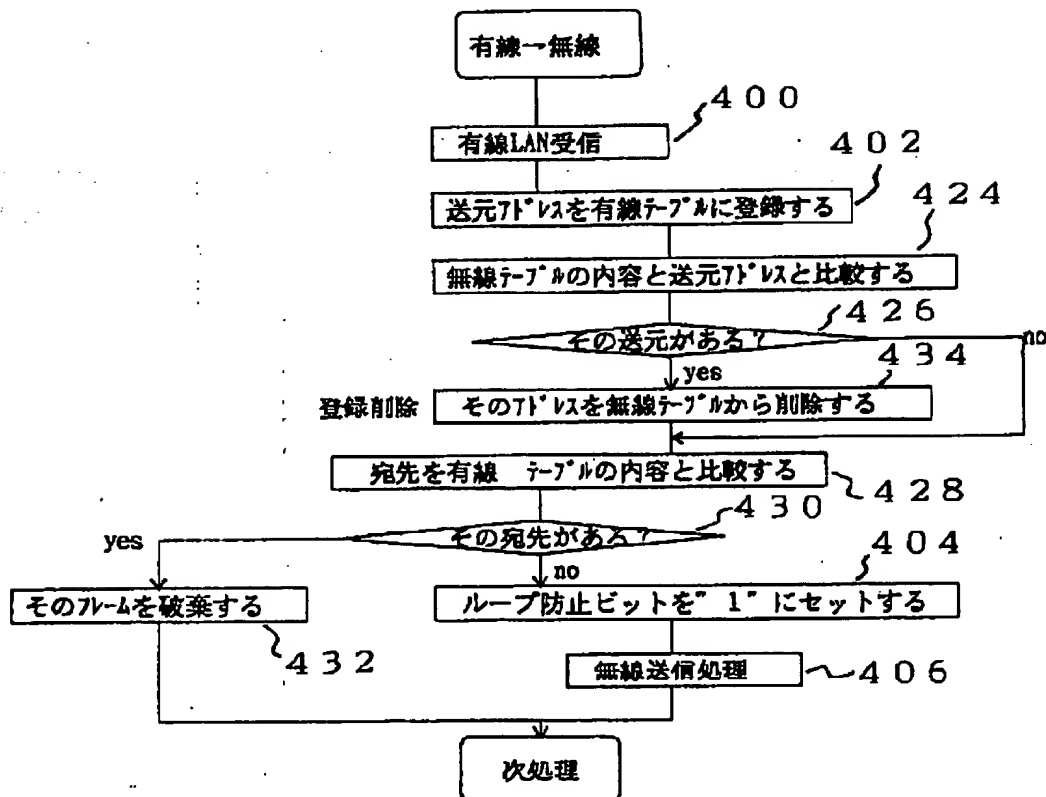 有線→無線
400
有線LAN受信
402
送元ｱﾄﾞﾚｽを有線ﾃｰﾌﾞﾙに登録する
424
無線ﾃｰﾌﾞﾙの内容と送元ｱﾄﾞﾚｽと比較する
426
その送元がある？
no
yes
434
登録削除
そのｱﾄﾞﾚｽを無線ﾃｰﾌﾞﾙから削除する
宛先を有線 ﾃｰﾌﾞﾙの内容と比較する
428
430
その宛先がある？
yes
no
404
そのﾌﾚｰﾑを破棄する
ループ防止ビットを"1"にセットする
432
無線送信処理
406
次処理